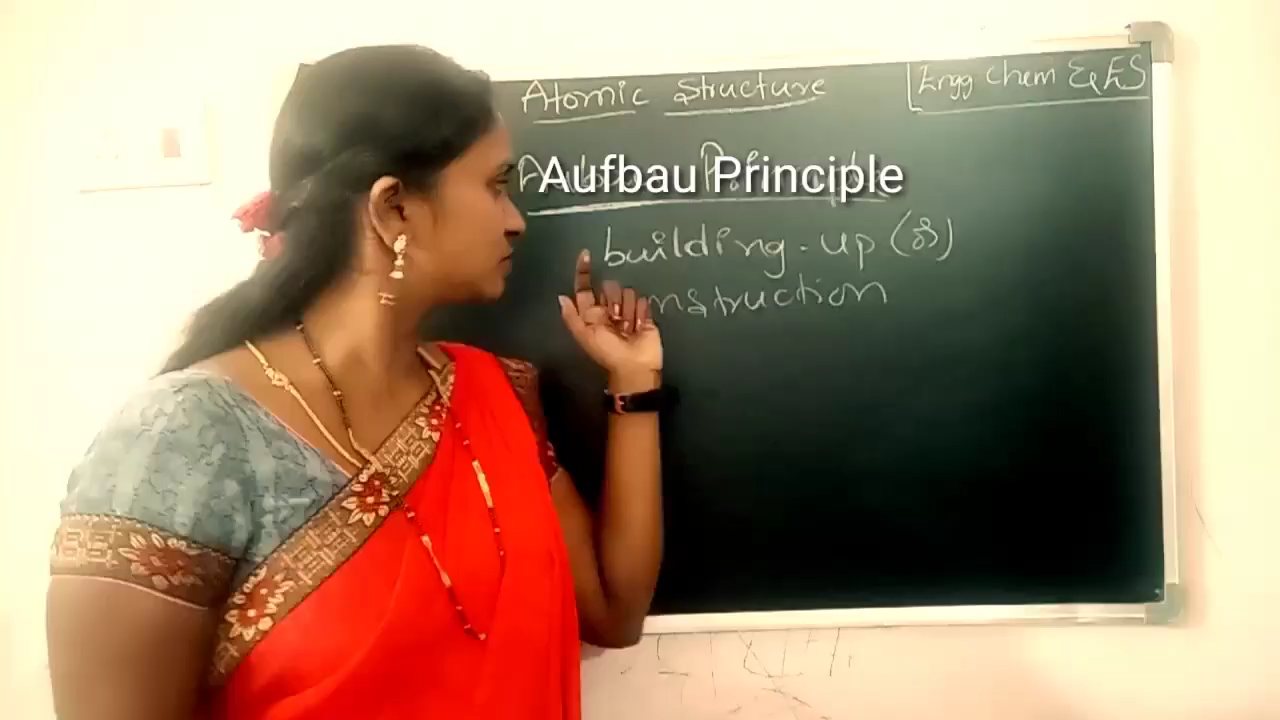 Atomic Structure
Engg Chem & ES
Aufbau Principle
building-up (or)
nstruction